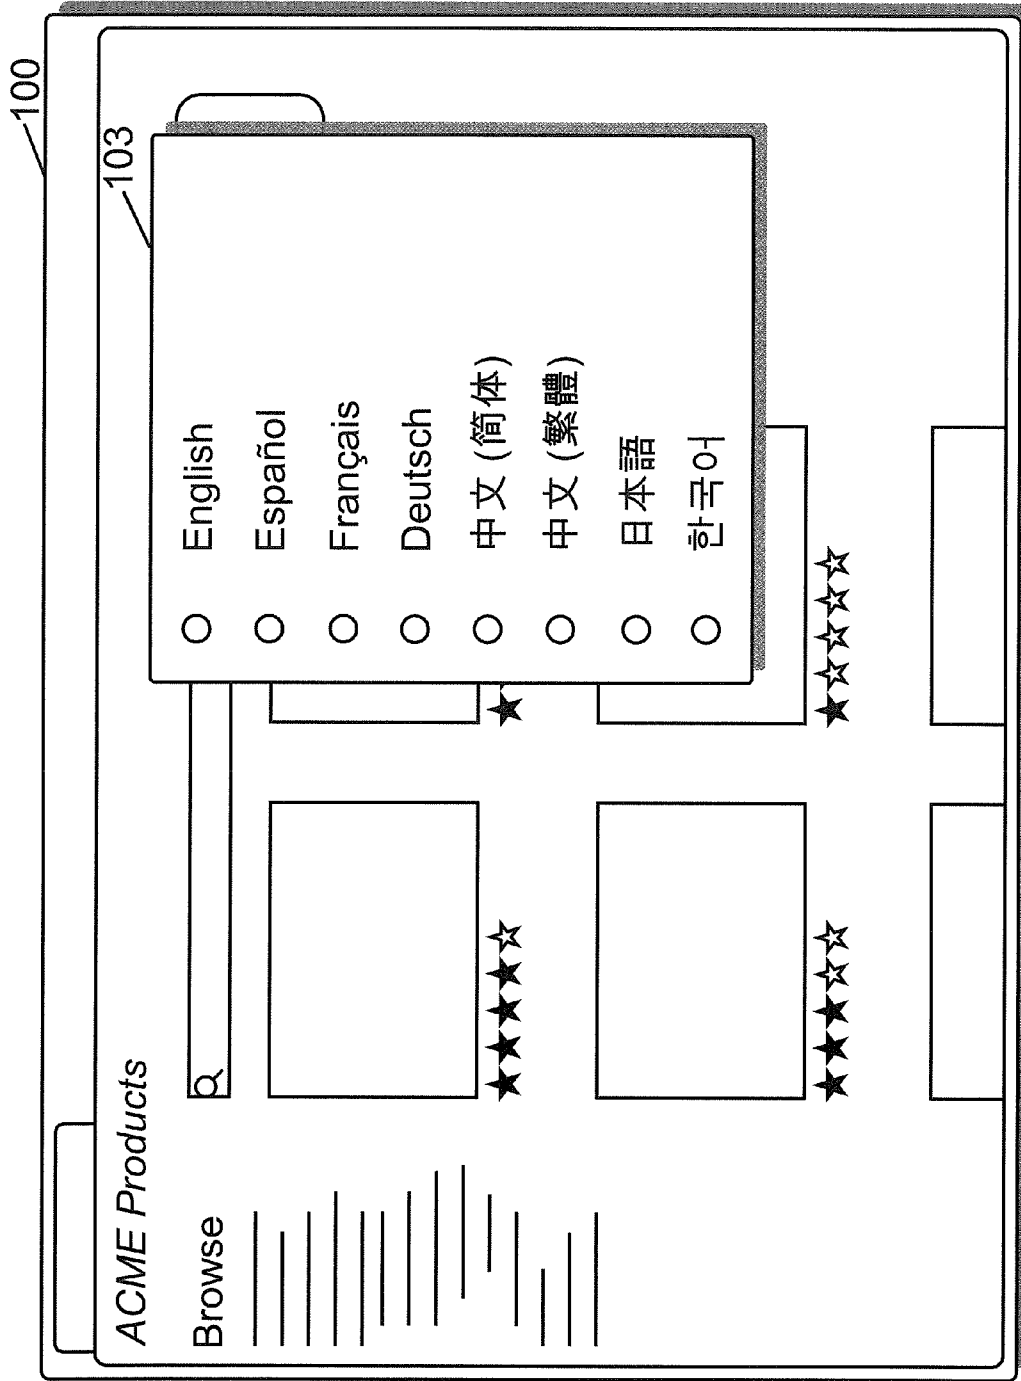 100
103
ACME Products
Browse
English
Español
Français
Deutsch
中文 (简体)
中文 (繁體)
日本語
한국어